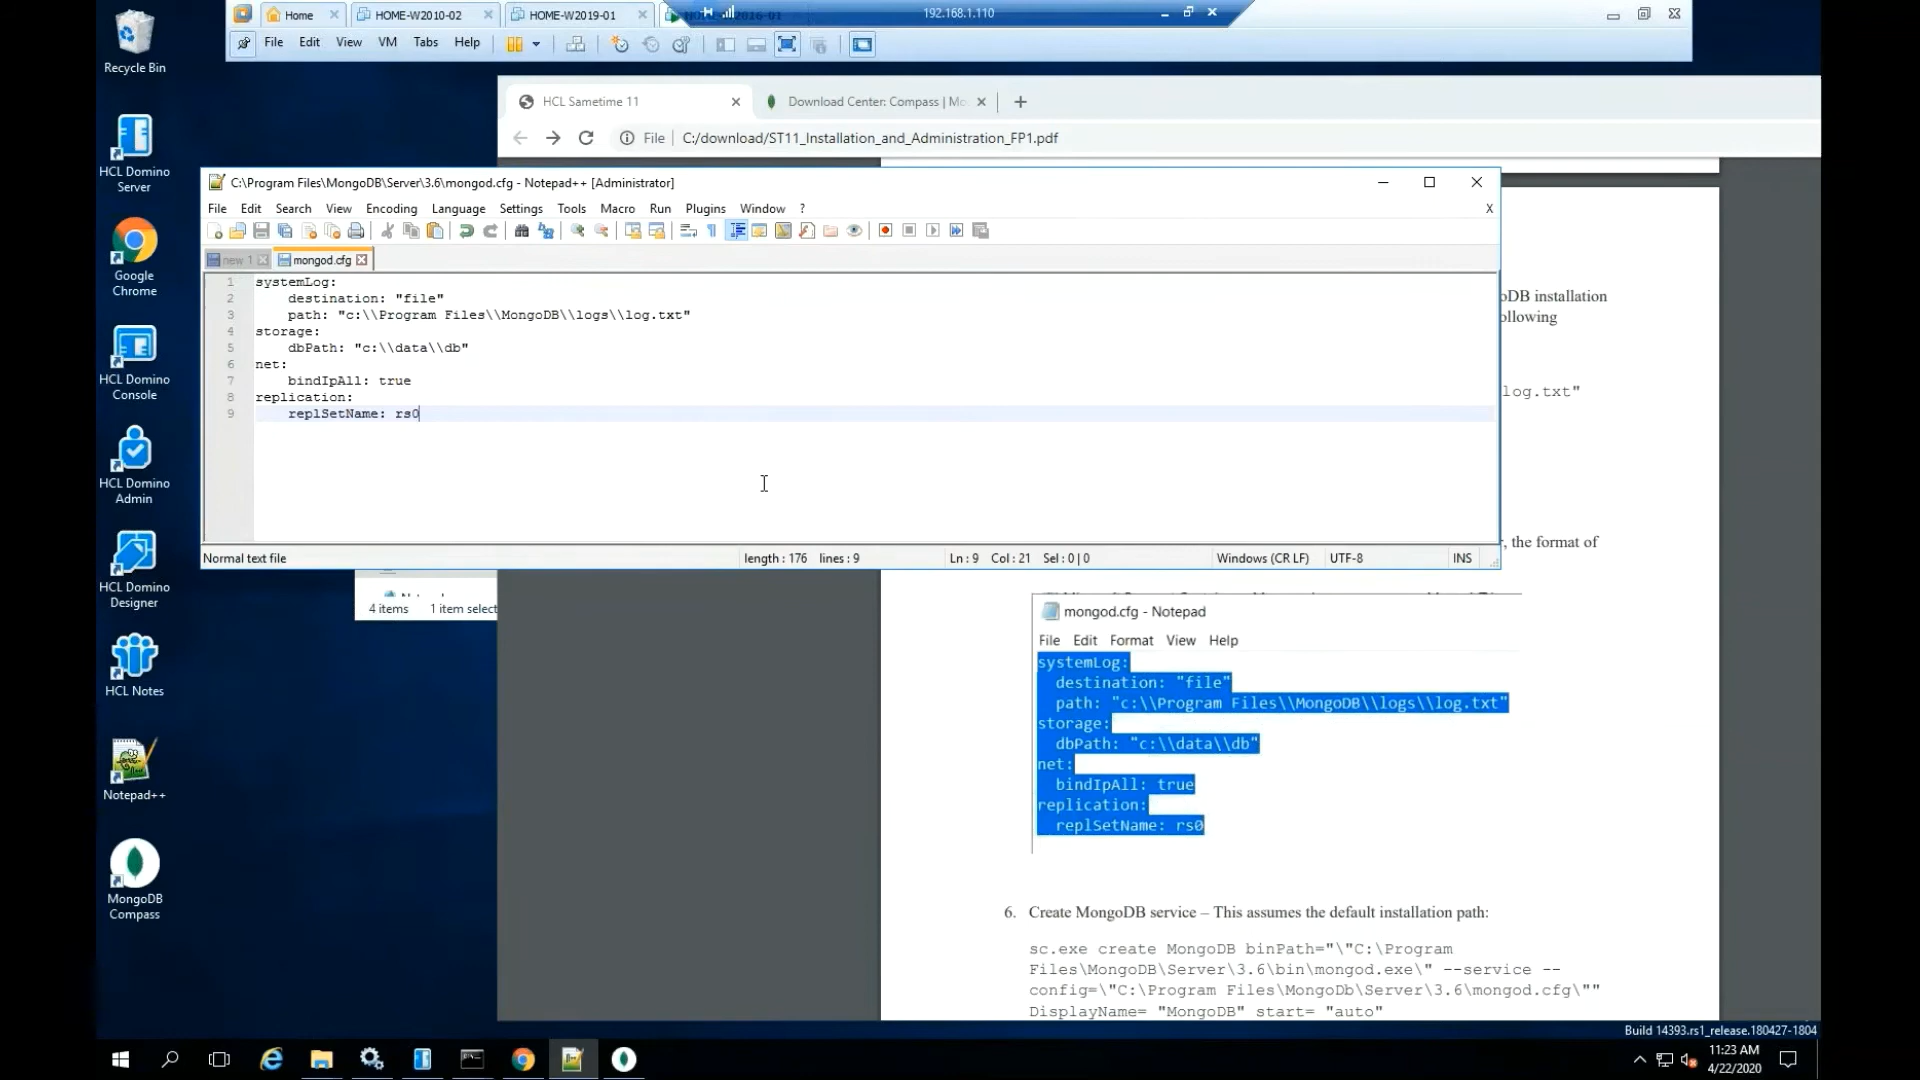 Recycle Bin
HCL Domino Server
Google Chrome
HCL Domino Console
HCL Domino Admin
HCL Domino Designer
HCL Notes
Notepad++
MongoDB Compass
Home
HOME-W2010-02
HOME-W2019-01
192.168.1.110
File Edit View VM Tabs Help
HCL Sametime 11
Download Center: Compass | Mo
File | C:/download/ST11_Installation_and_Administration_FP1.pdf
C:\Program Files\MongoDB\Server\3.6\mongod.cfg - Notepad++ [Administrator]
File Edit Search View Encoding Language Settings Tools Macro Run Plugins Window ? X
new 1 mongod.cfg
1 systemLog:
2 destination: "file"
3 path: "c:\\Program Files\\MongoDB\\logs\\log.txt"
4 storage:
5 dbPath: "c:\\data\\db"
6 net:
7 bindIpAll: true
8 replication:
9 replSetName: rs0
Normal text file length : 176 lines : 9 Ln : 9 Col : 21 Sel : 0 | 0 Windows (CR LF) UTF-8 INS
4 items 1 item select
oDB installation
ollowing
log.txt"
, the format of
mongod.cfg - Notepad
File Edit Format View Help
systemLog:
destination: "file"
path: "c:\\Program Files\\MongoDB\\logs\\log.txt"
storage:
dbPath: "c:\\data\\db"
net:
bindIpAll: true
replication:
replSetName: rs0
6. Create MongoDB service – This assumes the default installation path:
sc.exe create MongoDB binPath="\"C:\Program
Files\MongoDB\Server\3.6\bin\mongod.exe\" --service --
config=\"C:\Program Files\MongoDb\Server\3.6\mongod.cfg\""
DisplayName= "MongoDB" start= "auto"
Build 14393.rs1_release.180427-1804
11:23 AM
4/22/2020